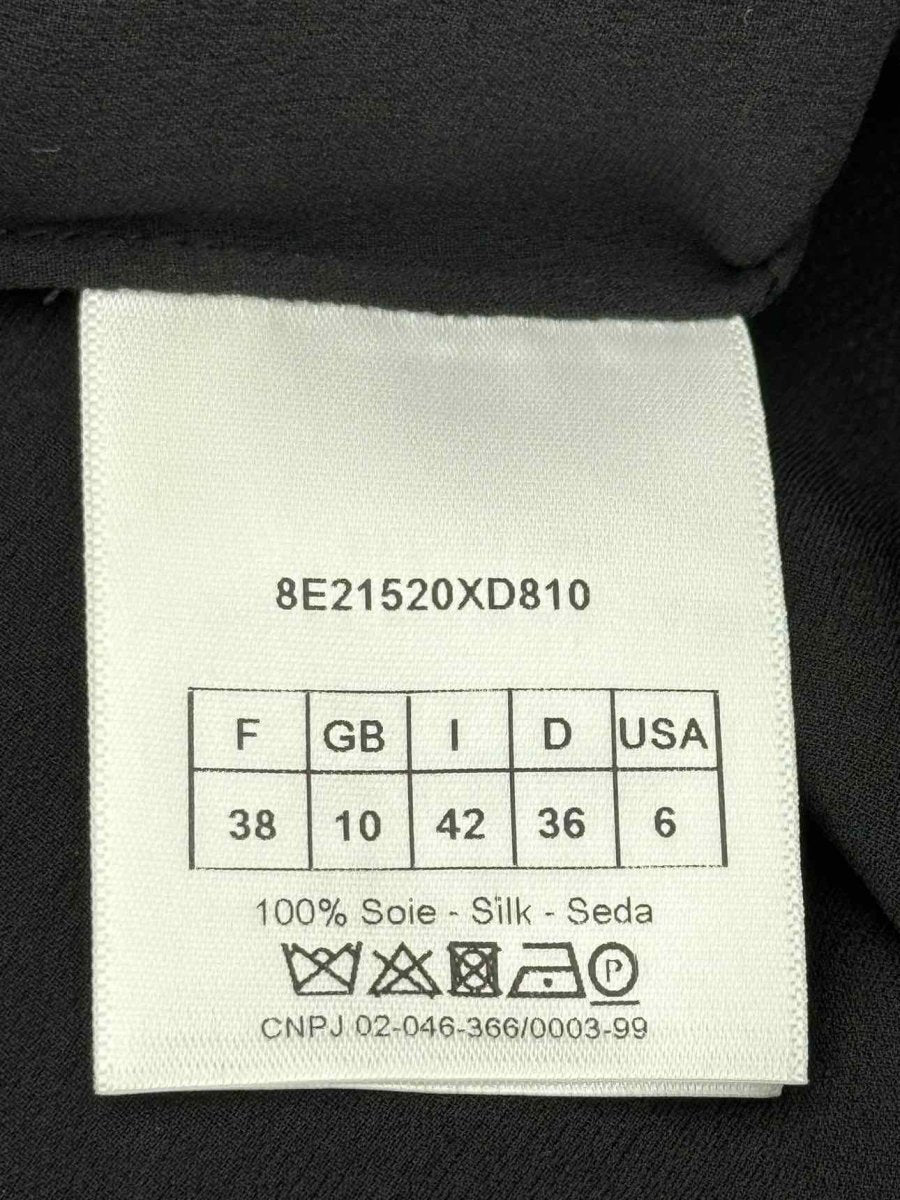 8E21520XD810
F GB I D USA
38 10 42 36 6
100% Soie - Silk - Seda
P
CNPJ 02-046-366/0003-99